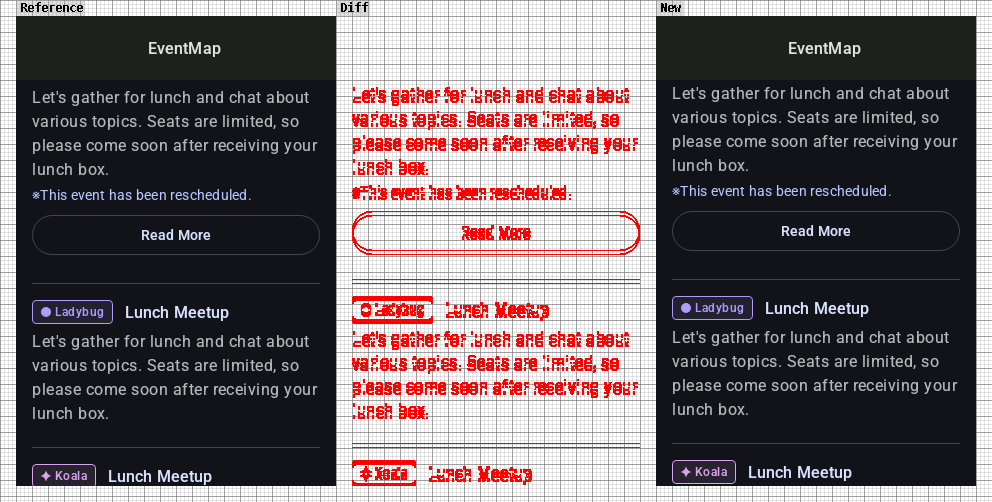 Reference
EventMap
Let's gather for lunch and chat about
various topics. Seats are limited, so
please come soon after receiving your
lunch box.
※This event has been rescheduled.
Read More
Ladybug Lunch Meetup
Let's gather for lunch and chat about
various topics. Seats are limited, so
please come soon after receiving your
lunch box.
Koala Lunch Meetup
Diff
Let's gather for lunch and chat about
various topics. Seats are limited, so
please come soon after receiving your
lunch box.
※This event has been rescheduled.
Read More
Ladybug Lunch Meetup
Let's gather for lunch and chat about
various topics. Seats are limited, so
please come soon after receiving your
lunch box.
Koala Lunch Meetup
New
EventMap
Let's gather for lunch and chat about
various topics. Seats are limited, so
please come soon after receiving your
lunch box.
※This event has been rescheduled.
Read More
Ladybug Lunch Meetup
Let's gather for lunch and chat about
various topics. Seats are limited, so
please come soon after receiving your
lunch box.
Koala Lunch Meetup